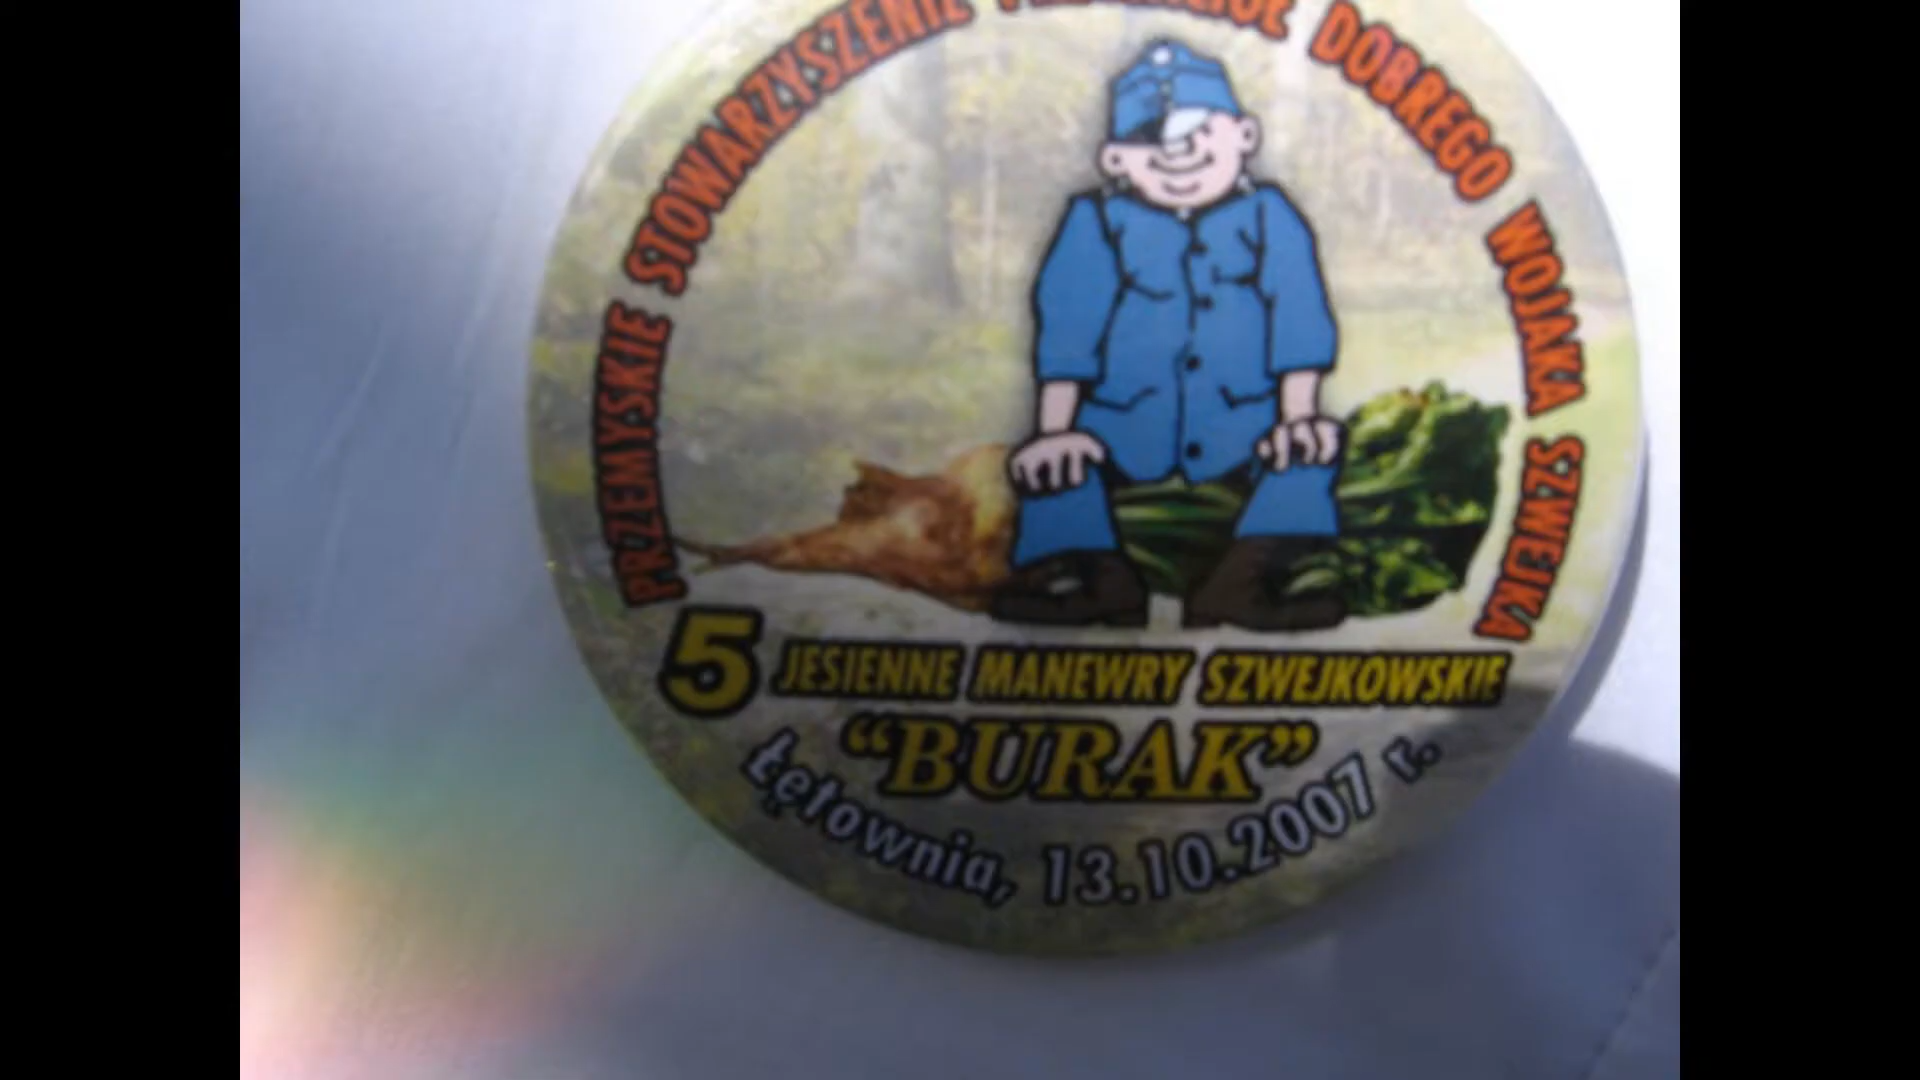 PRZEMYSKIE STOWARZYSZENIE DOBREGO WOJAKA SZWEJKA
5 JESIENNE MANEWRY SZWEJKOWSKIE
"BURAK"
Łętownia, 13.10.2007 r.